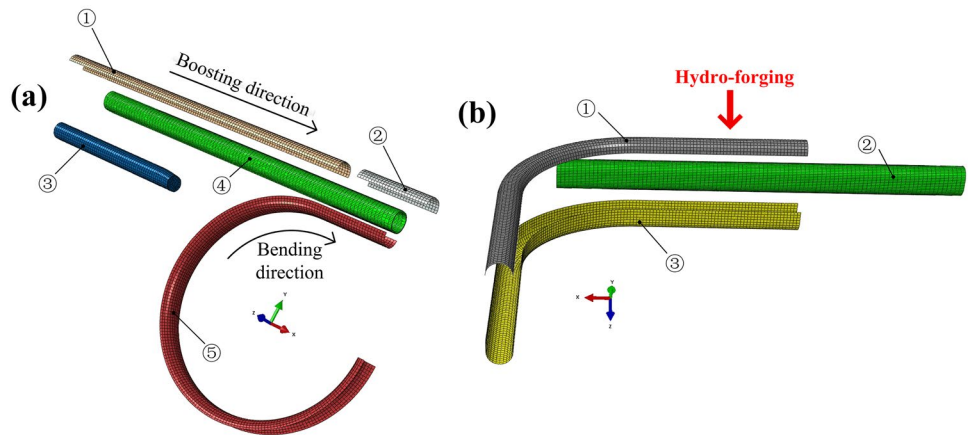 (a)
①
Boosting direction
②
③
④
Bending
direction
⑤
Y
Z
X
(b)
Hydro-forging
①
②
③
Y
X
Z